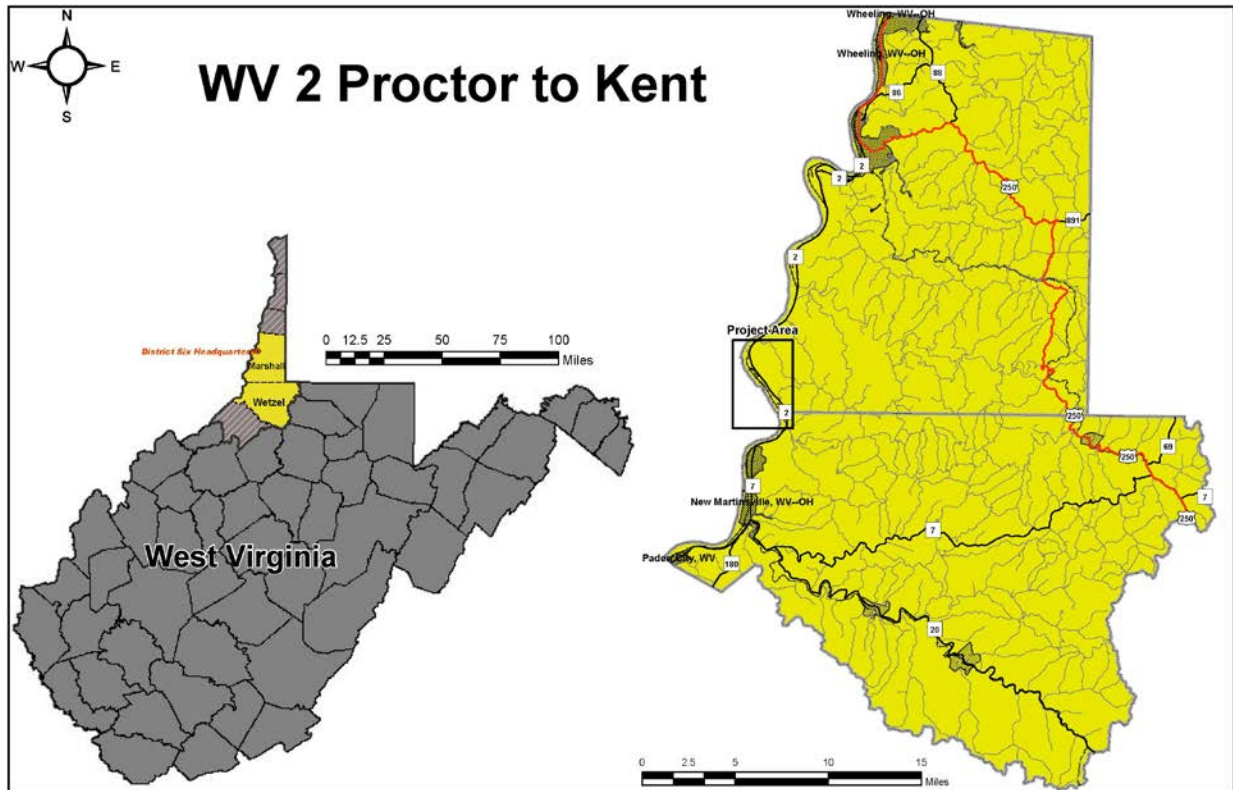 N
W E
S
WV 2 Proctor to Kent
District Six Headquarters
Marshall
Wetzel
0 12.5 25 50 75 100
Miles
West Virginia
Wheeling, WV--OH
Wheeling, WV--OH
88
86
2
2
250
891
2
Project Area
2
250
69
250
7
New Martinsville, WV--OH
7
250
7
Paden City, WV
180
20
0 2.5 5 10 15
Miles